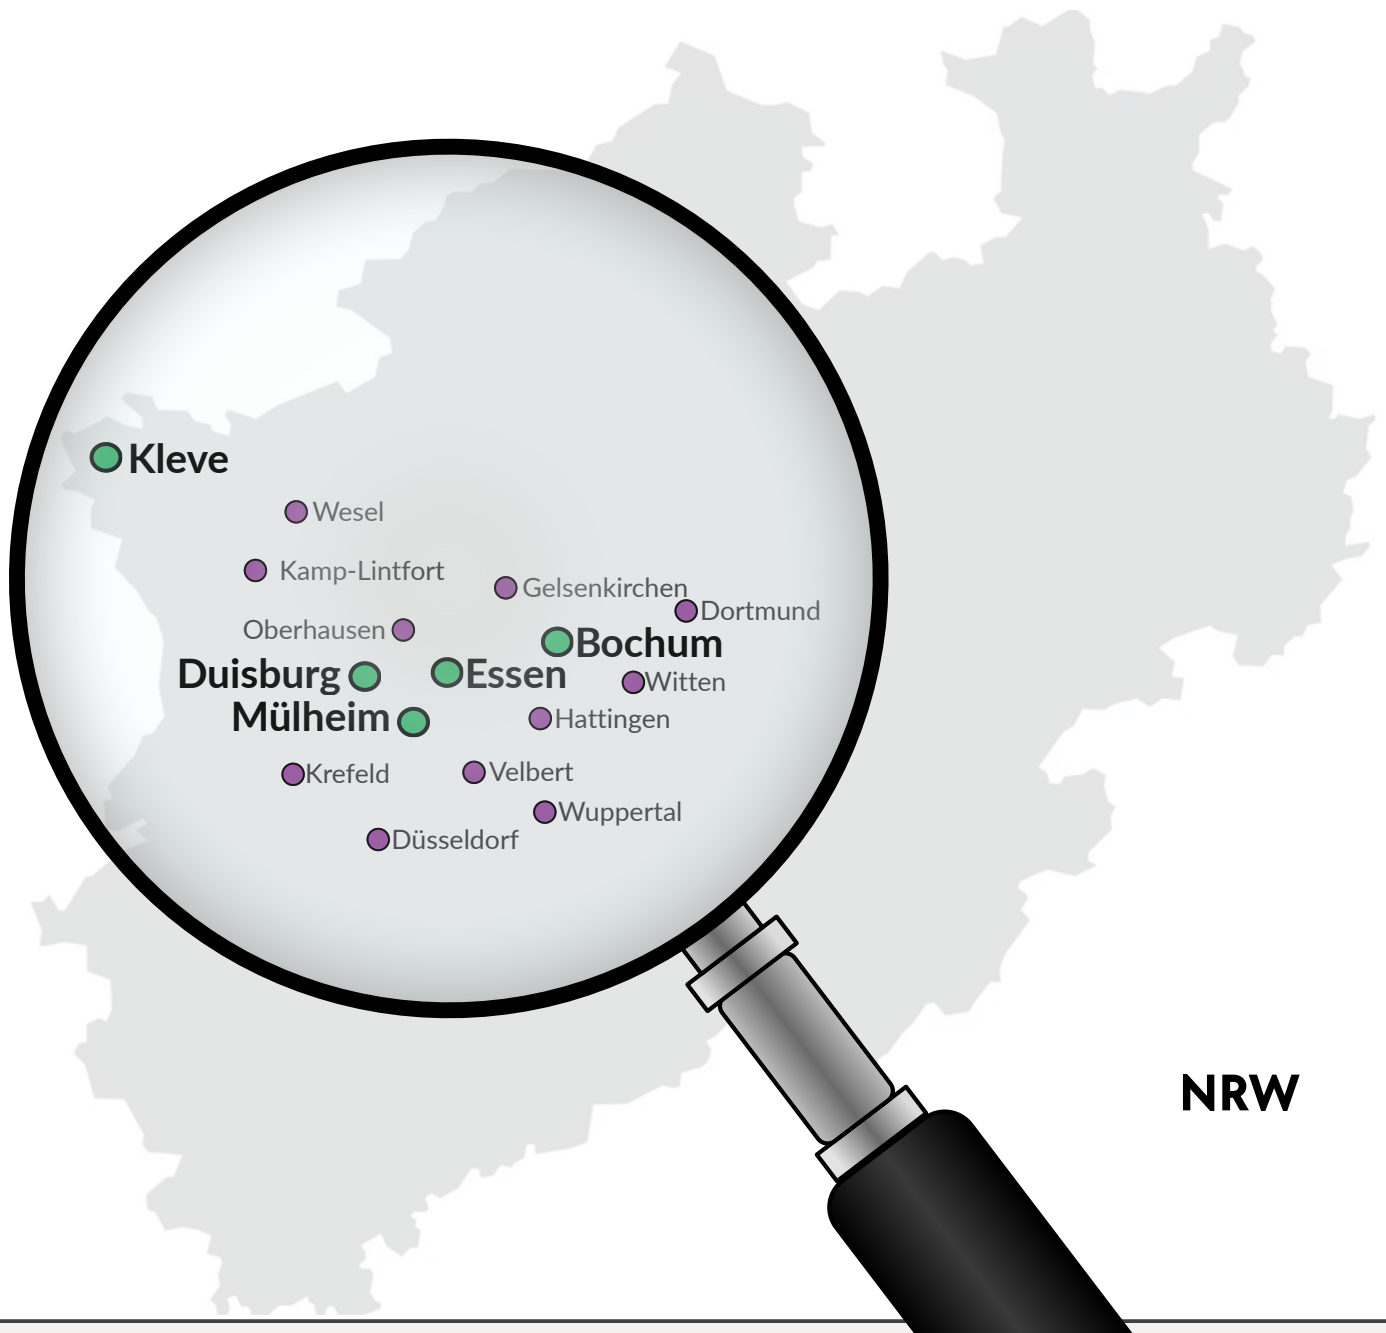 Kleve
Wesel
Kamp-Lintfort
Gelsenkirchen
Dortmund
Oberhausen
Bochum
Duisburg
Essen
Witten
Mülheim
Hattingen
Krefeld
Velbert
Wuppertal
Düsseldorf
NRW